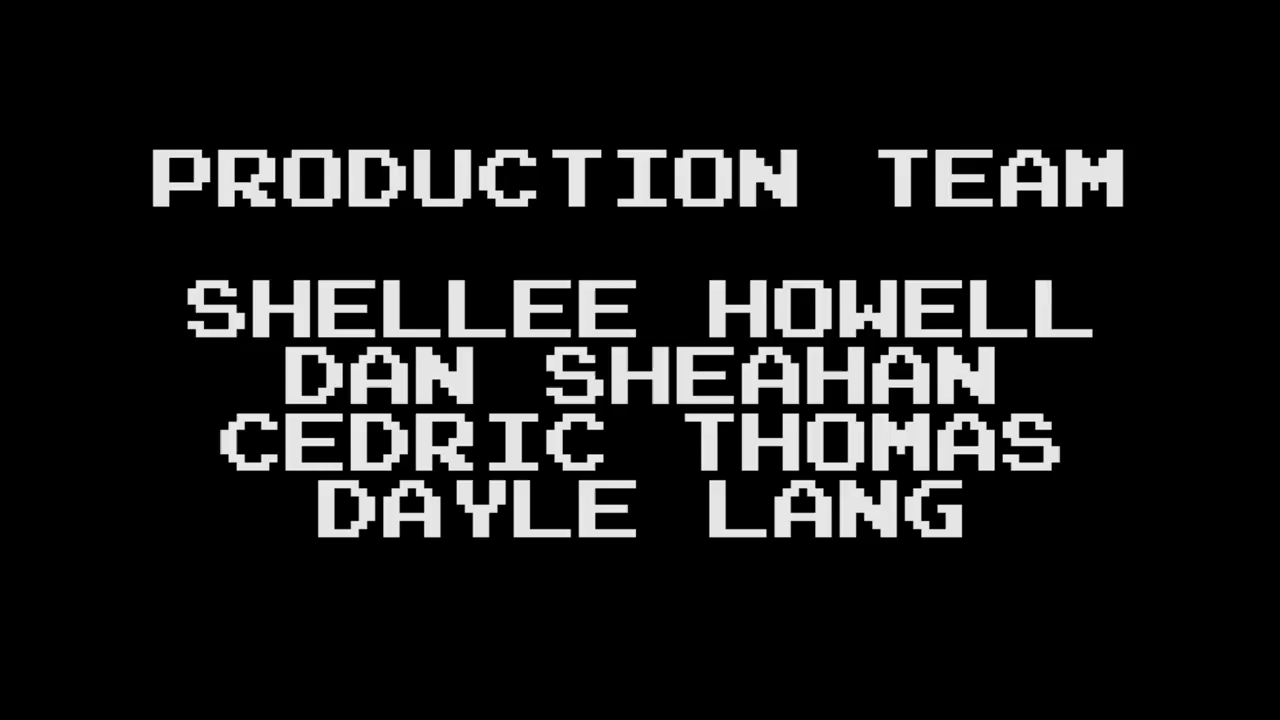 PRODUCTION TEAM
SHELLEE HOWELL
DAN SHEAHAN
CEDRIC THOMAS
DAYLE LANG